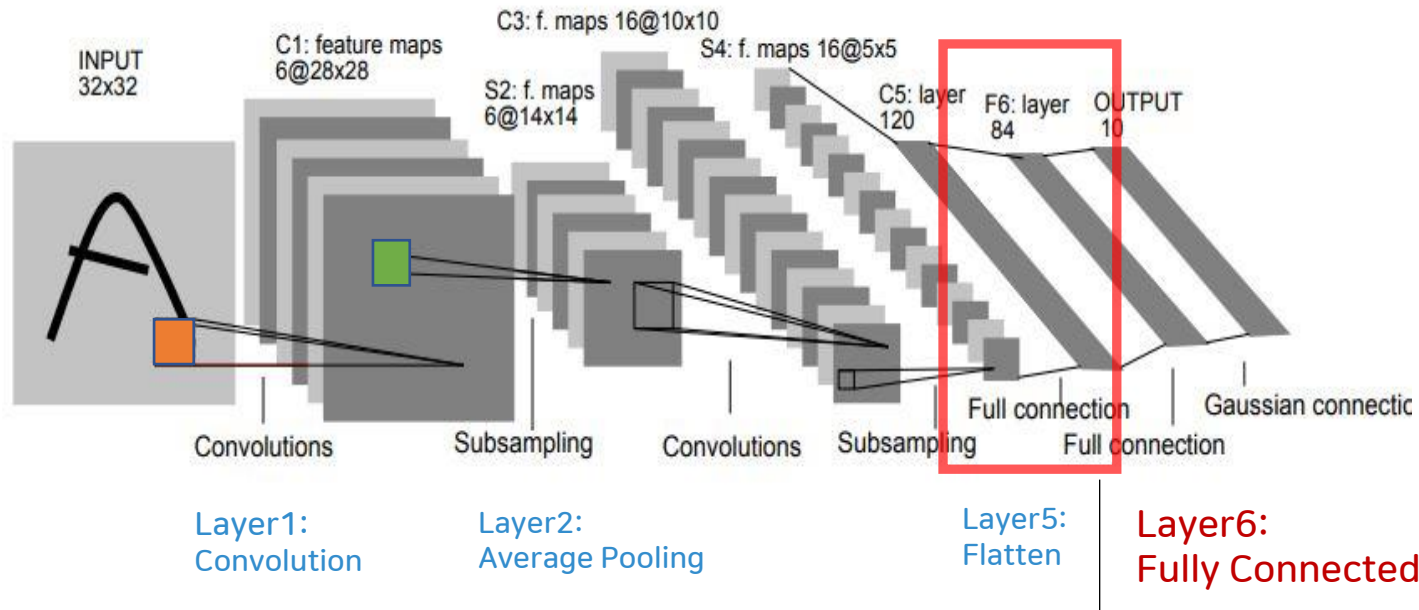 INPUT
32x32
C1: feature maps
6@28x28
S2: f. maps
6@14x14
C3: f. maps 16@10x10
S4: f. maps 16@5x5
C5: layer
120
F6: layer
84
OUTPUT
10
Convolutions
Subsampling
Convolutions
Subsampling
Full connection
Full connection
Gaussian connectio
Layer1:
Convolution
Layer2:
Average Pooling
Layer5:
Flatten
Layer6:
Fully Connected